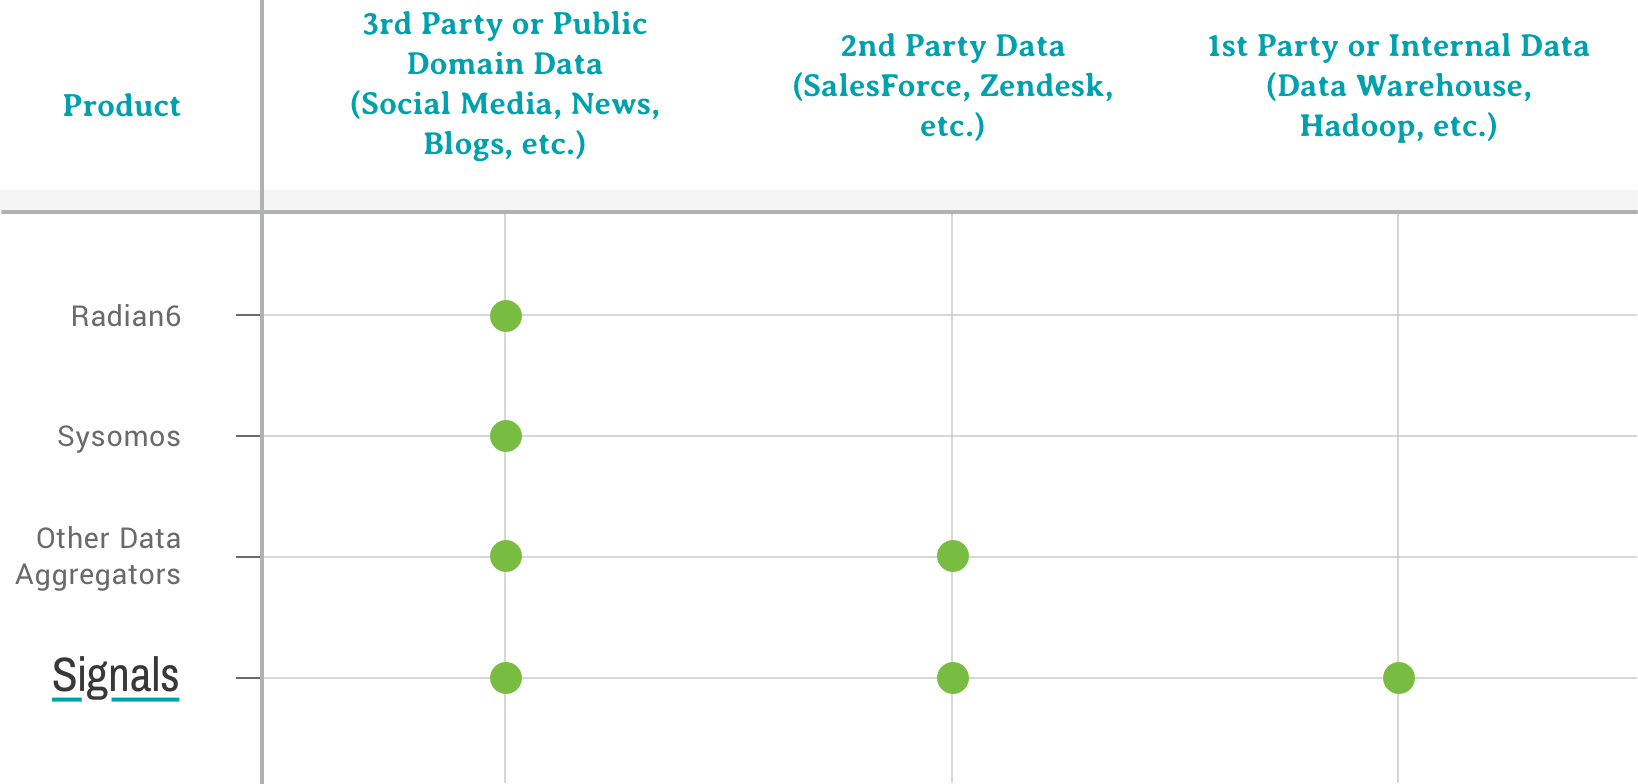 Product
3rd Party or Public
Domain Data
(Social Media, News,
Blogs, etc.)
2nd Party Data
(SalesForce, Zendesk,
etc.)
1st Party or Internal Data
(Data Warehouse,
Hadoop, etc.)
Radian6
Sysomos
Other Data
Aggregators
Signals